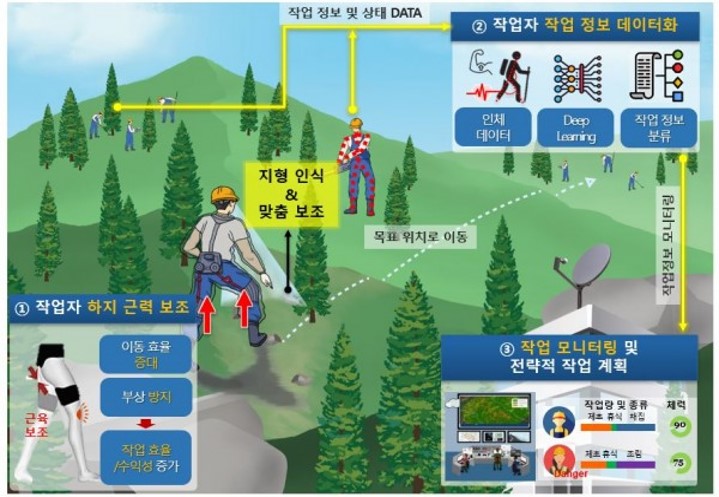 작업 정보 및 상태 DATA
② 작업자 작업 정보 데이터화
인체
데이터
Deep
Learning
작업 정보
분류
지형 인식
&
맞춤 보조
목표 위치로 이동
작업정보 모니터링
① 작업자 하지 근력 보조
이동 효율
증대
부상 방지
근육
보조
작업 효율
/수익성 증가
③ 작업 모니터링 및
전략적 작업 계획
작업량 및 종류 체력
제초 휴식 채집
90
제초 휴식 조림
75
Danger